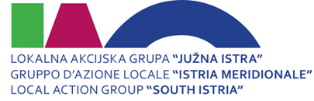 LOKALNA AKCIJSKA GRUPA “JUŽNA ISTRA”
GRUPPO D’AZIONE LOCALE “ISTRIA MERIDIONALE”
LOCAL ACTION GROUP “SOUTH ISTRIA”